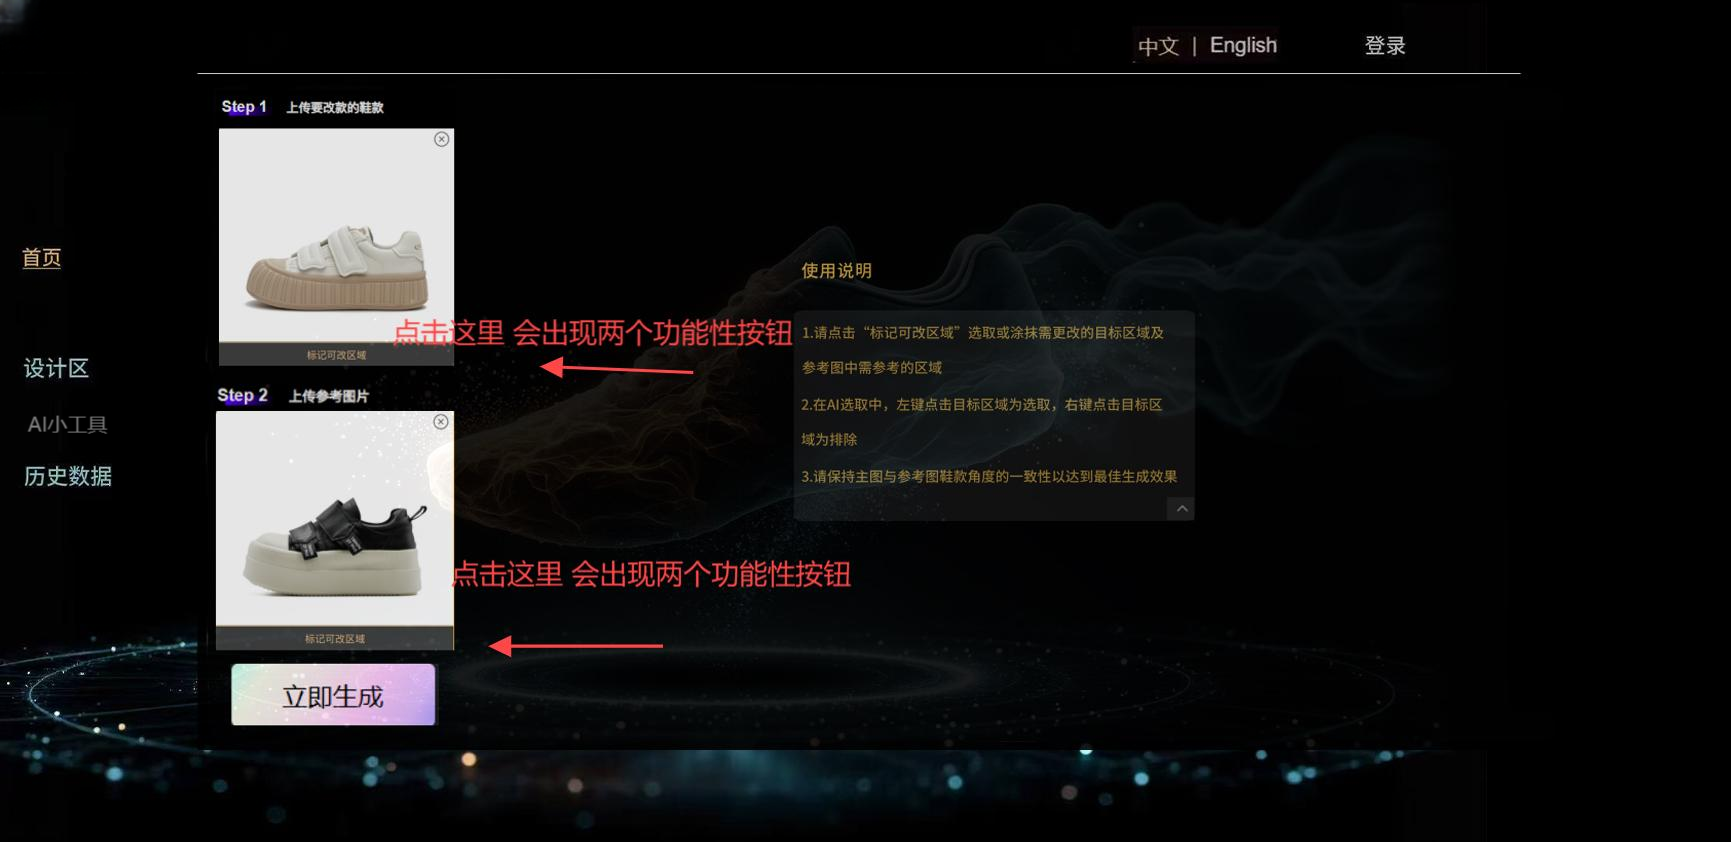 中文 | English
登录
Step 1 上传要改款的鞋款
首页
设计区
AI小工具
历史数据
点击这里 会出现两个功能性按钮
标记可改区域
Step 2 上传参考图片
点击这里 会出现两个功能性按钮
标记可改区域
立即生成
使用说明
1.请点击“标记可改区域”选取或涂抹需更改的目标区域及
参考图中需参考的区域
2.在AI选取中，左键点击目标区域为选取，右键点击目标区
域为排除
3.请保持主图与参考图鞋款角度的一致性以达到最佳生成效果